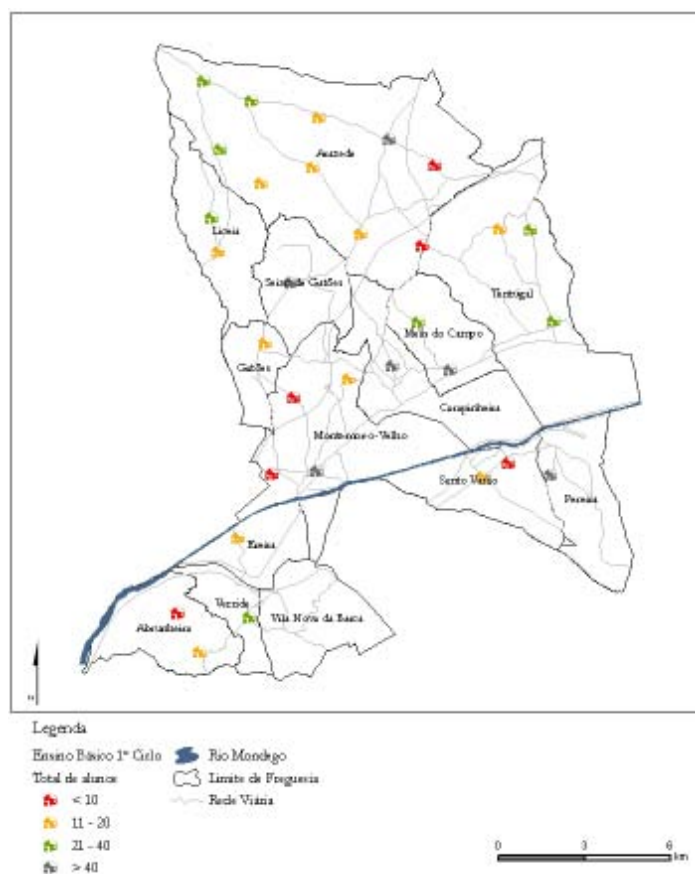 Arazede
Liceia
Seixo de Gatões
Tentúgal
Meãs do Campo
Gatões
Carapinheira
Montemor-o-Velho
Santo Varão
Pereira
Ereira
Verride
Vila Nova da Barca
Abrunheira
N
Legenda
Ensino Básico 1º Ciclo
Rio Mondego
Total de alunos
Limite de Freguesia
< 10
Rede Viária
11 - 20
21 - 40
> 40
0 3 6
km